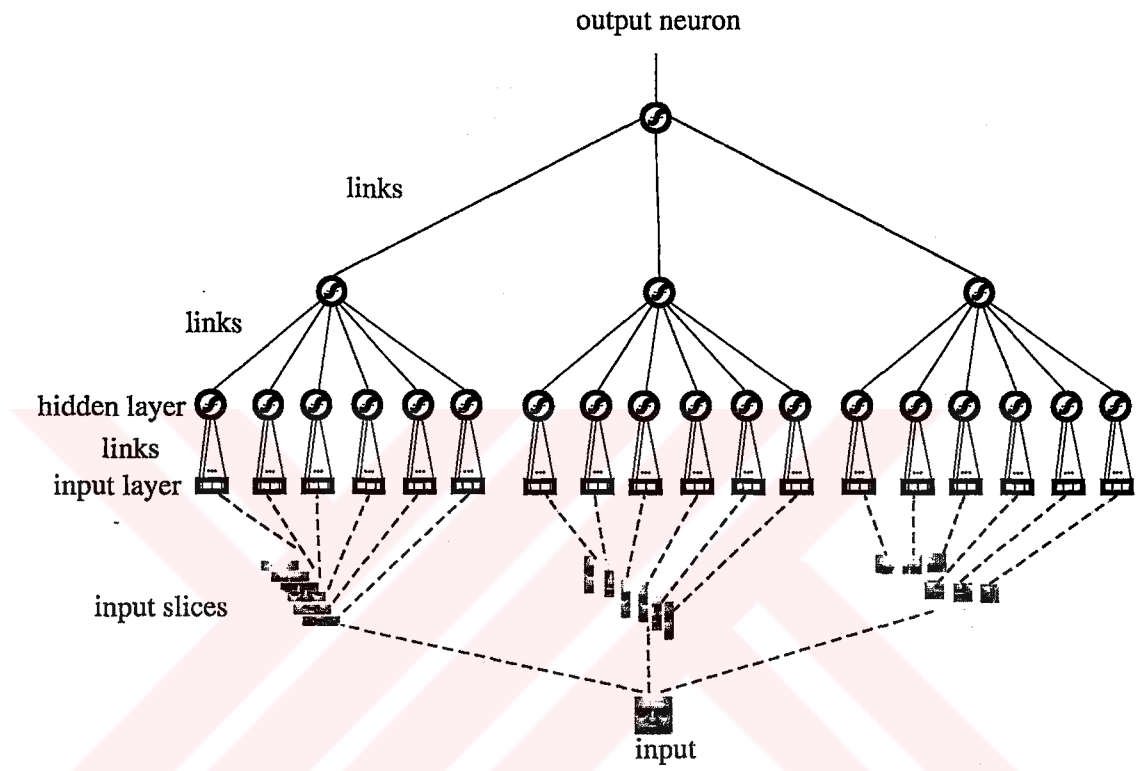 output neuron
links
links
hidden layer
links
input layer
input slices
input